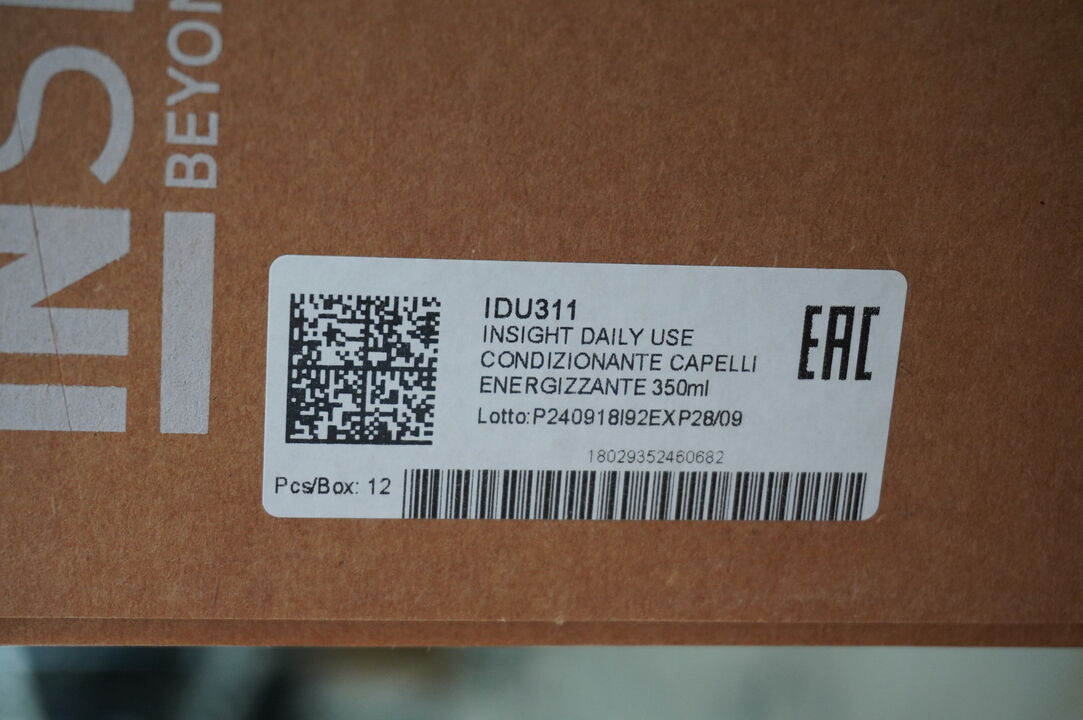 INS
BEYON
IDU311
INSIGHT DAILY USE
CONDIZIONANTE CAPELLI
ENERGIZZANTE 350ml
Lotto:P240918I92EXP28/09
EAC
18029352460682
Pcs/Box: 12